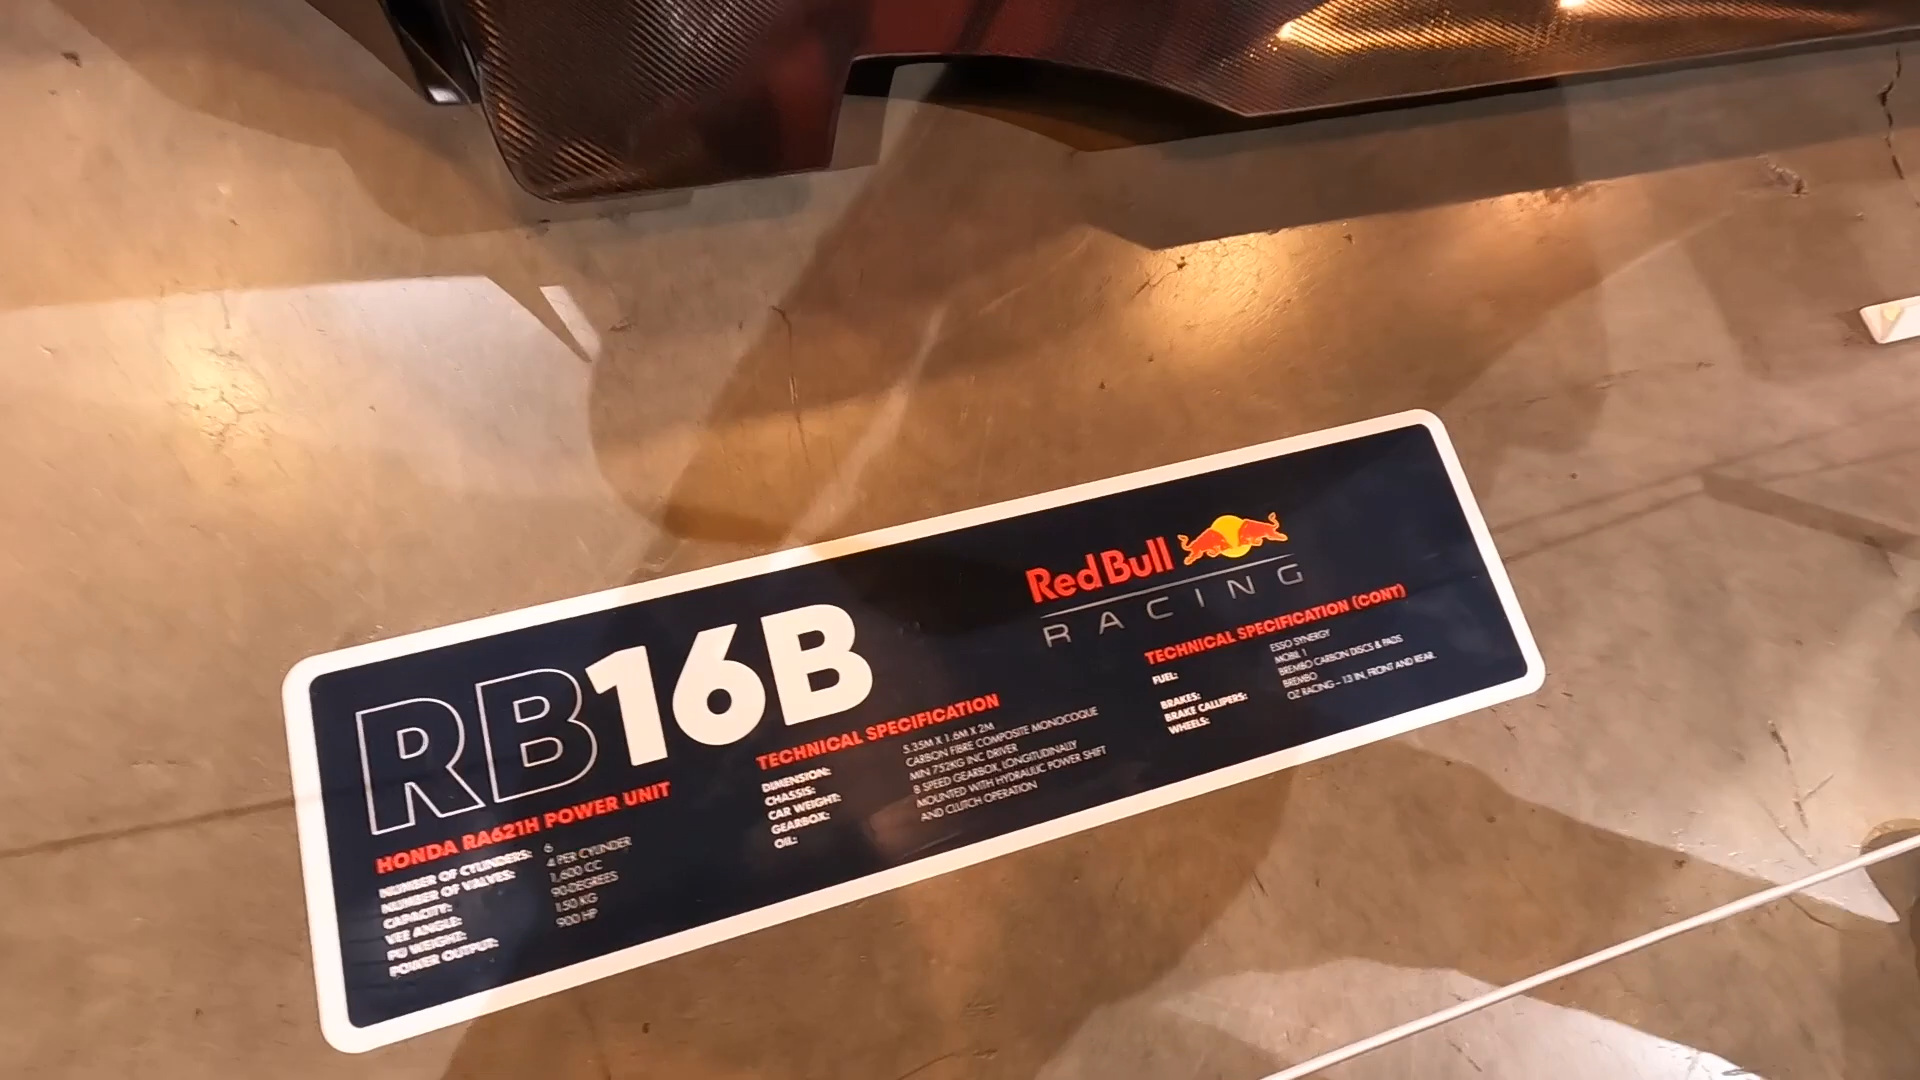 RB16B
HONDA RA621H POWER UNIT
NUMBER OF CYLINDERS: 6
NUMBER OF VALVES: 4 PER CYLINDER
CAPACITY: 1,600 CC
VEE ANGLE: 90-DEGREES
PU WEIGHT: 150 KG
POWER OUTPUT: 900 HP
TECHNICAL SPECIFICATION
DIMENSION: 5.35M X 1.6M X 2M
CHASSIS: CARBON FIBRE COMPOSITE MONOCOQUE
CAR WEIGHT: MIN 752KG INC DRIVER
GEARBOX: 8 SPEED GEARBOX, LONGITUDINALLY
OIL: MOUNTED WITH HYDRAULIC POWER SHIFT
AND CLUTCH OPERATION
Red Bull
RACING
TECHNICAL SPECIFICATION (CONT)
FUEL: ESSO SYNERGY
MOBIL 1
BRAKES: BREMBO CARBON DISCS & PADS
BRAKE CALLIPERS: BREMBO
WHEELS: OZ RACING – 13 IN, FRONT AND REAR